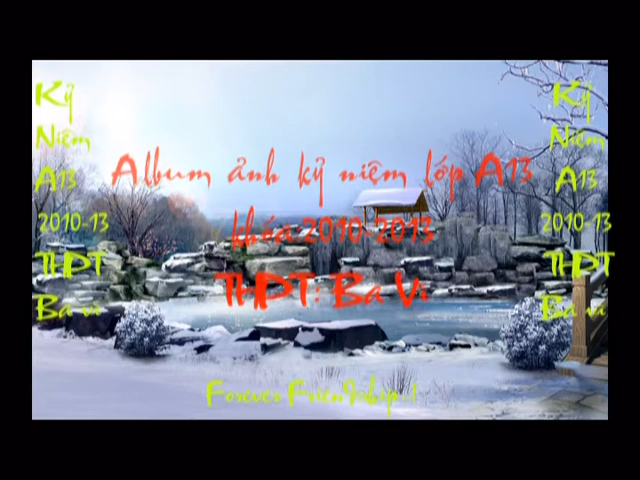 Kỷ
Niệm
A13
2010-13
THPT
Ba vì
Album ảnh kỷ niệm lớp A13
khóa 2010-2013
THPT: Ba Vì
Forever Friendship..!
Kỷ
Niệm
A13
2010-13
THPT
Ba vì